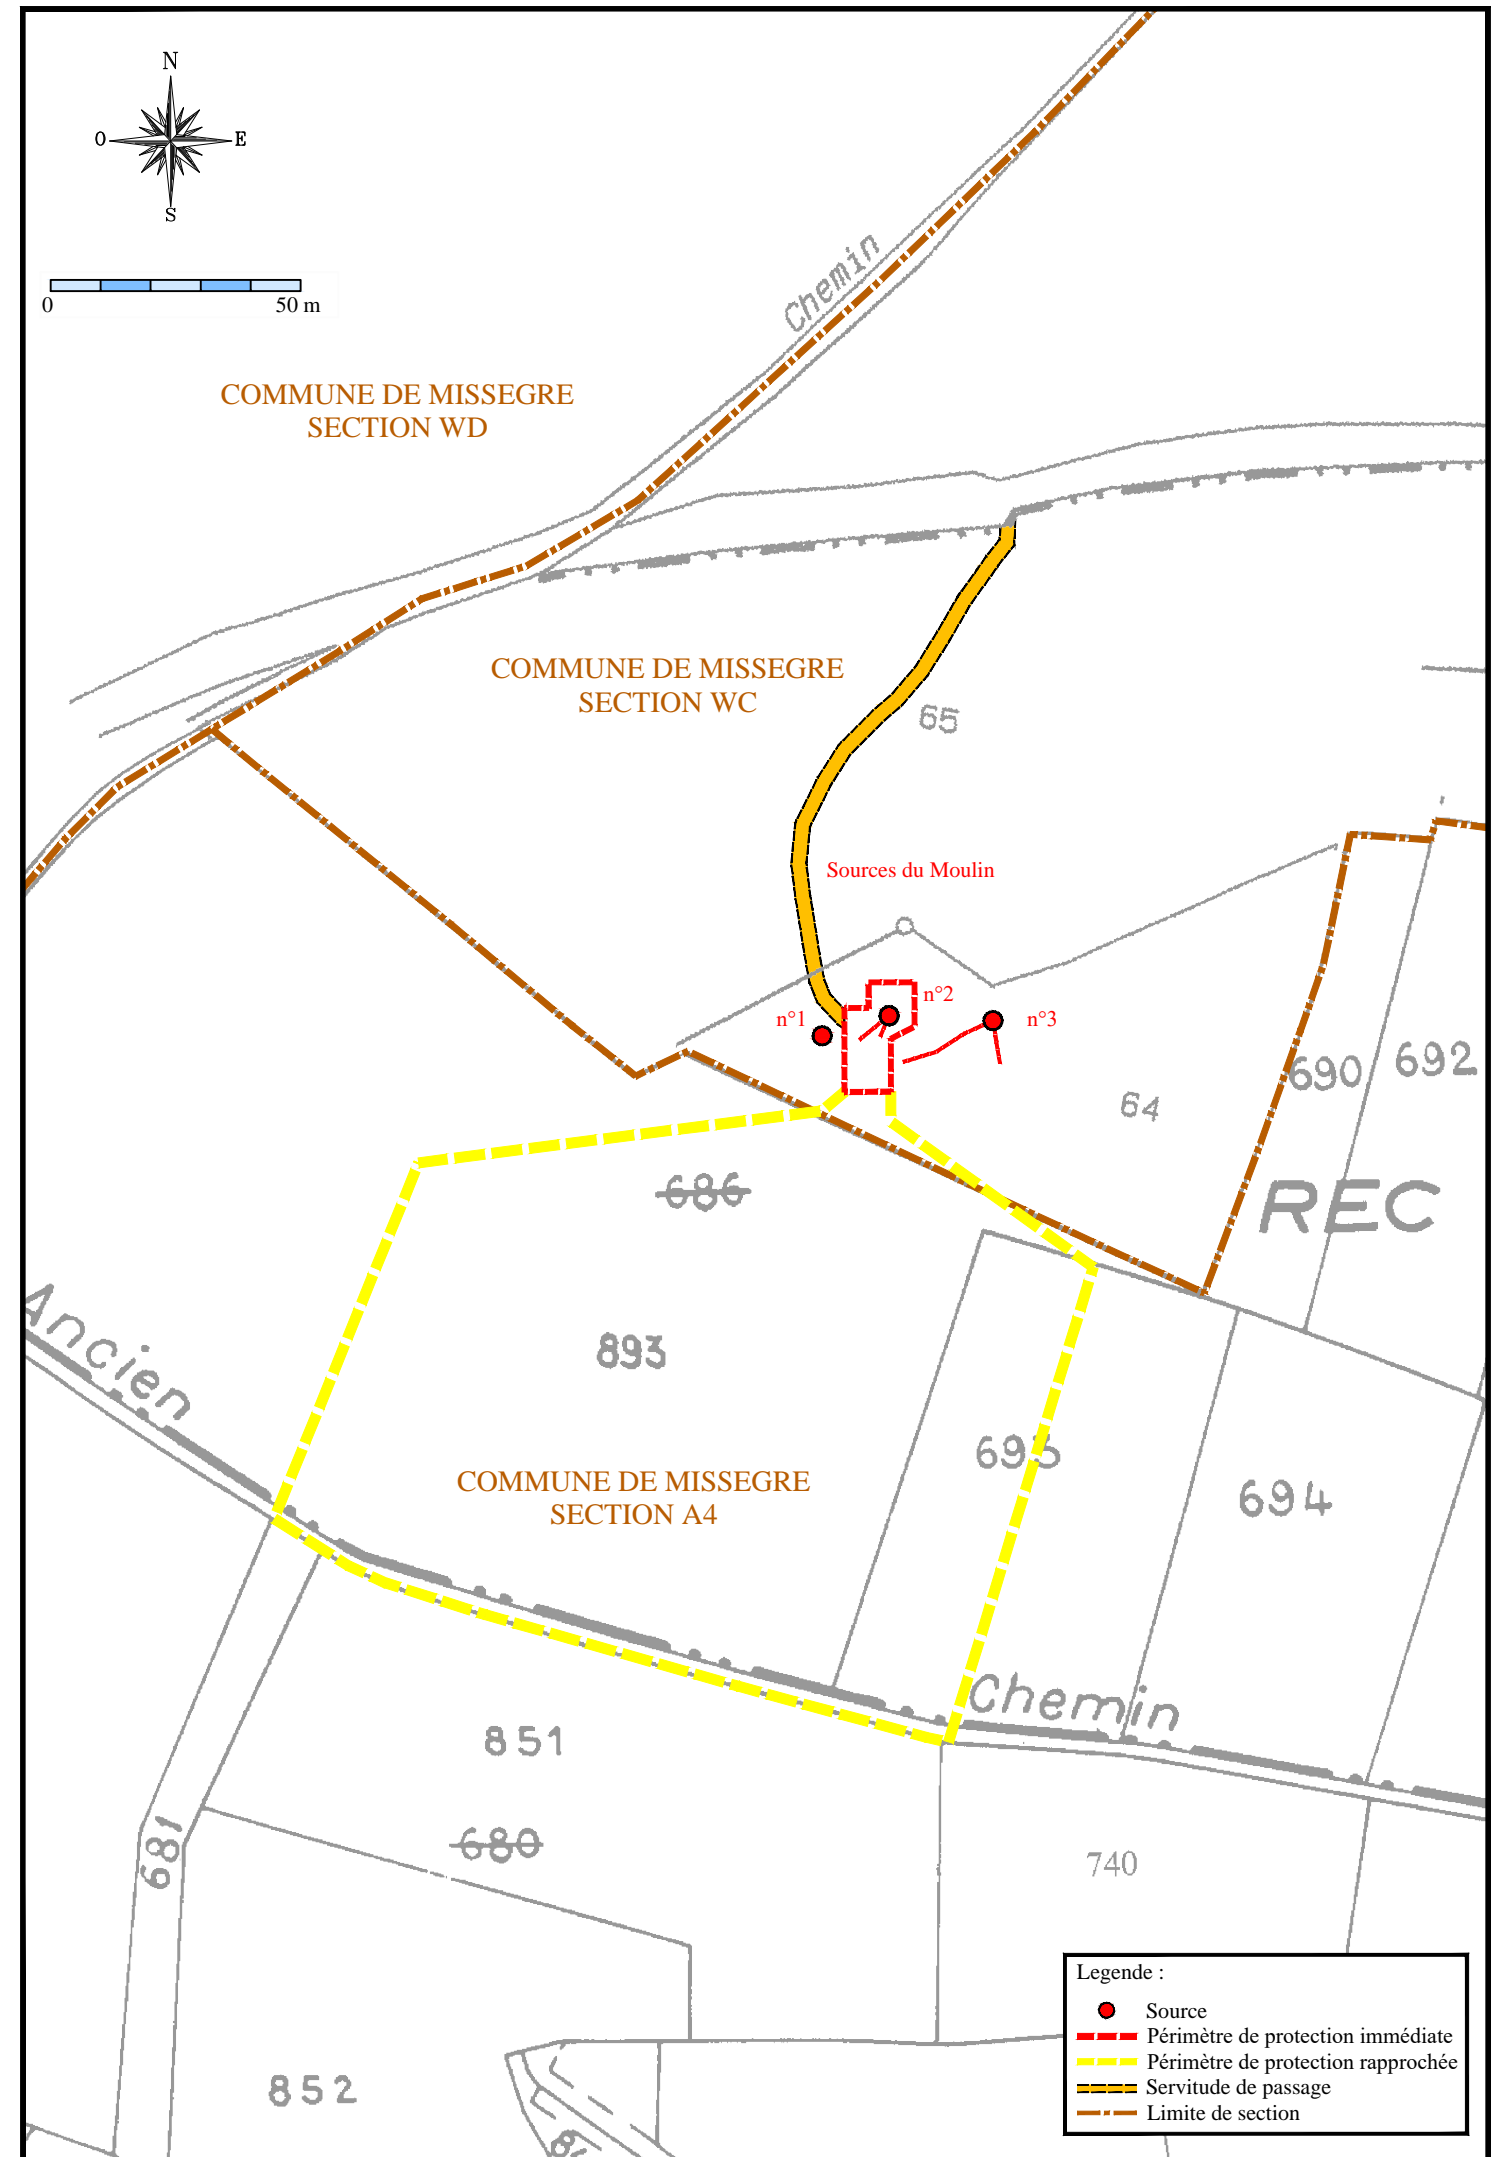 N
O E
S
0 50 m
Chemin
COMMUNE DE MISSEGRE
SECTION WD
COMMUNE DE MISSEGRE
SECTION WC
65
Sources du Moulin
n°2
n°1
n°3
690
692
64
686
REC
Ancien
893
693
COMMUNE DE MISSEGRE
SECTION A4
694
Chemin
851
681
680
740
852
Legende :
Source
Périmètre de protection immédiate
Périmètre de protection rapprochée
Servitude de passage
Limite de section